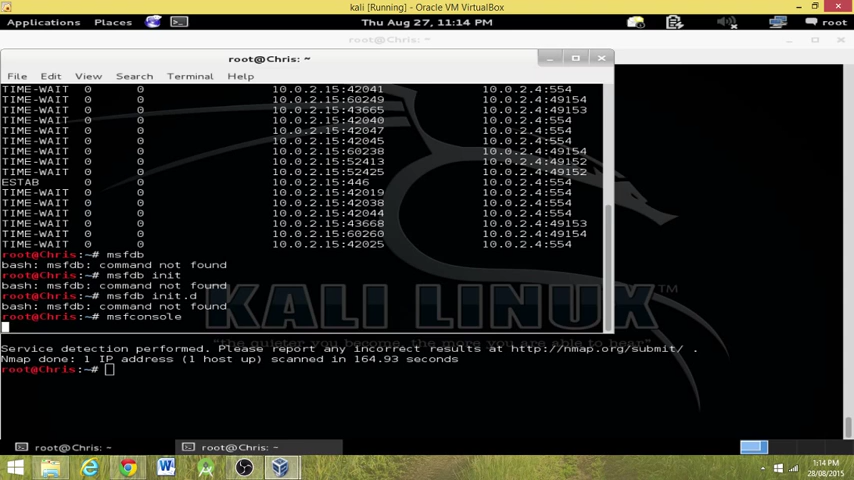 kali [Running] - Oracle VM VirtualBox
Applications Places Thu Aug 27, 11:14 PM root
root@Chris: ~
File Edit View Search Terminal Help
TIME-WAIT 0 0 10.0.2.15:42041 10.0.2.4:554
TIME-WAIT 0 0 10.0.2.15:60249 10.0.2.4:49154
TIME-WAIT 0 0 10.0.2.15:43665 10.0.2.4:49153
TIME-WAIT 0 0 10.0.2.15:42040 10.0.2.4:554
TIME-WAIT 0 0 10.0.2.15:42047 10.0.2.4:554
TIME-WAIT 0 0 10.0.2.15:42045 10.0.2.4:554
TIME-WAIT 0 0 10.0.2.15:60238 10.0.2.4:49154
TIME-WAIT 0 0 10.0.2.15:52413 10.0.2.4:49152
TIME-WAIT 0 0 10.0.2.15:52425 10.0.2.4:49152
ESTAB 0 0 10.0.2.15:446 10.0.2.4:554
TIME-WAIT 0 0 10.0.2.15:42019 10.0.2.4:554
TIME-WAIT 0 0 10.0.2.15:42038 10.0.2.4:554
TIME-WAIT 0 0 10.0.2.15:42044 10.0.2.4:554
TIME-WAIT 0 0 10.0.2.15:43668 10.0.2.4:49153
TIME-WAIT 0 0 10.0.2.15:60260 10.0.2.4:49154
TIME-WAIT 0 0 10.0.2.15:42025 10.0.2.4:554
root@Chris:~# msfdb
bash: msfdb: command not found
root@Chris:~# msfdb init
bash: msfdb: command not found
root@Chris:~# msfdb init.d
bash: msfdb: command not found
root@Chris:~# msfconsole
KALI LINUX
"the quieter you become, the more you are able to hear"
Service detection performed. Please report any incorrect results at http://nmap.org/submit/ .
Nmap done: 1 IP address (1 host up) scanned in 164.93 seconds
root@Chris:~#
root@Chris: ~ root@Chris: ~
1:14 PM
28/08/2015